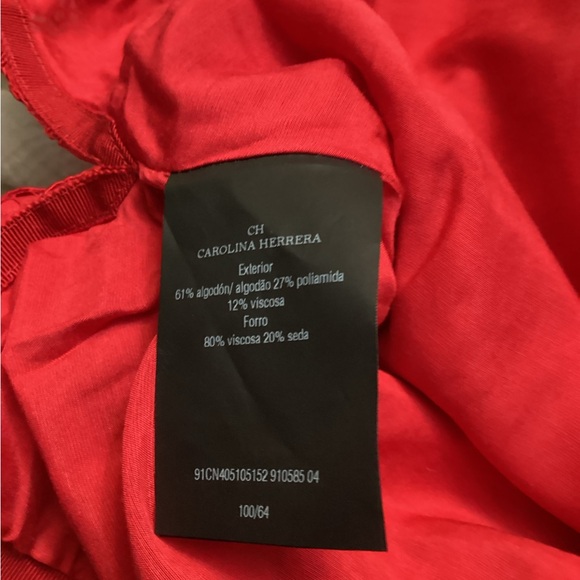 CH
CAROLINA HERRERA
Exterior
61% algodón/ algodão 27% poliamida
12% viscosa
Forro
80% viscosa 20% seda
91CN405105152 910585 04
100/64